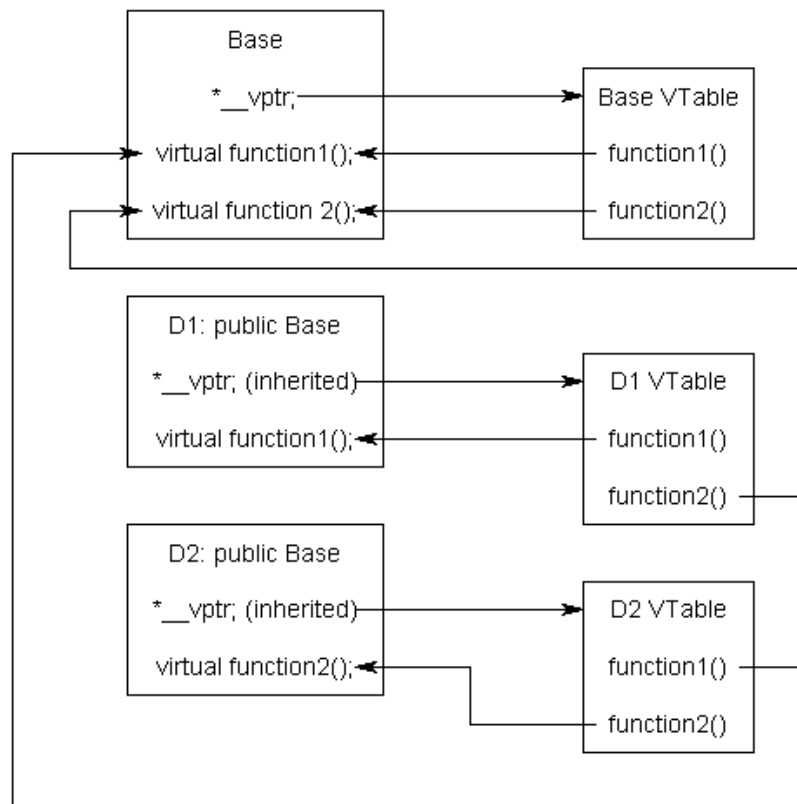 Base
*__vptr;
Base VTable
virtual function1();
function1()
virtual function 2();
function2()
D1: public Base
*__vptr; (inherited)
D1 VTable
virtual function1();
function1()
function2()
D2: public Base
*__vptr; (inherited)
D2 VTable
virtual function2();
function1()
function2()